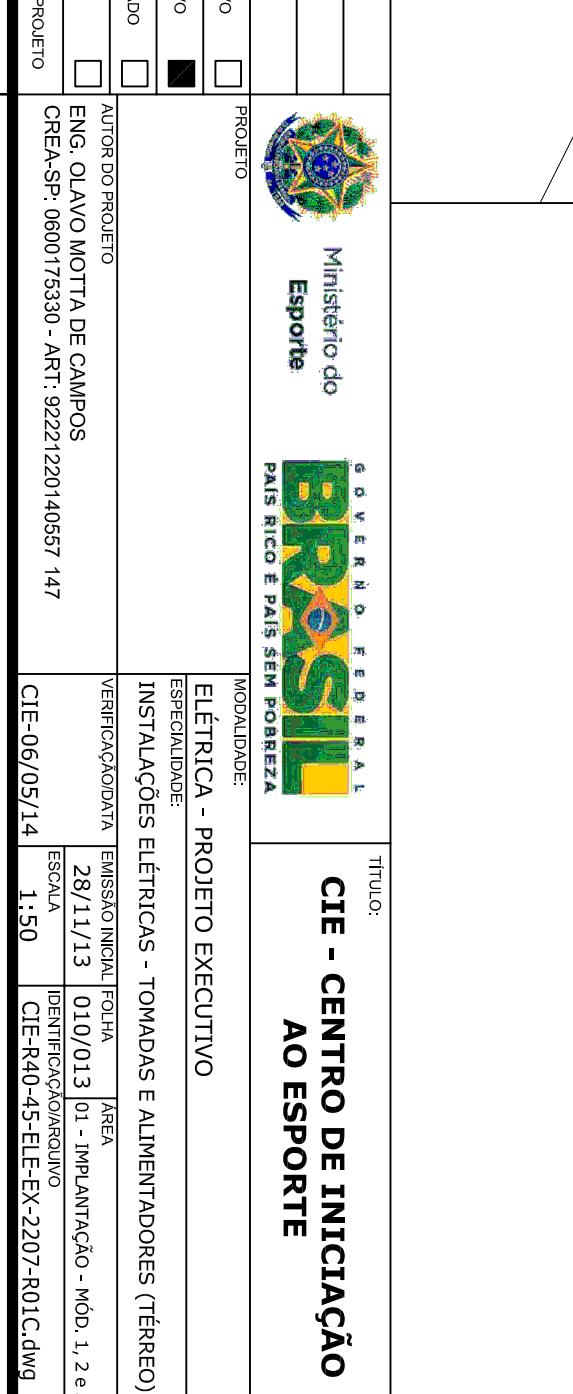 Ministério do
Esporte
GOVERNO FEDERAL
BRASIL
PAÍS RICO É PAÍS SEM POBREZA
TÍTULO:
CIE - CENTRO DE INICIAÇÃO
AO ESPORTE
PROJETO
MODALIDADE:
ELÉTRICA - PROJETO EXECUTIVO
ESPECIALIDADE:
INSTALAÇÕES ELÉTRICAS - TOMADAS E ALIMENTADORES (TÉRREO)
VO
VO
ADO
PROJETO
AUTOR DO PROJETO
ENG. OLAVO MOTTA DE CAMPOS
CREA-SP: 0600175330 - ART: 92221220140557 147
VERIFICAÇÃO/DATA
CIE-06/05/14
EMISSÃO INICIAL
28/11/13
FOLHA
010/013
ÁREA
01 - IMPLANTAÇÃO - MÓD. 1, 2 e
ESCALA
1:50
IDENTIFICAÇÃO/ARQUIVO
CIE-R40-45-ELE-EX-2207-R01C.dwg